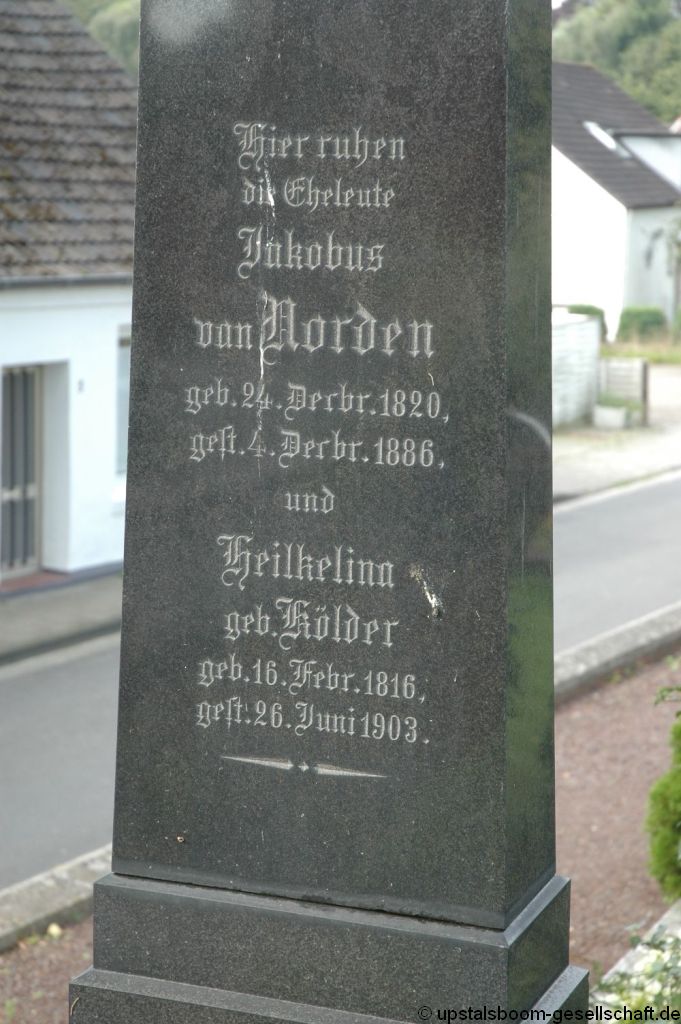 Hier ruhen
die Eheleute
Jakobus
van Norden
geb. 24. Decbr. 1820,
gest. 4. Decbr. 1886,
und
Heilkelina
geb. Kölder
geb. 16. Febr. 1816,
gest. 26. Juni 1903.
© upstalsboom-gesellschaft.de